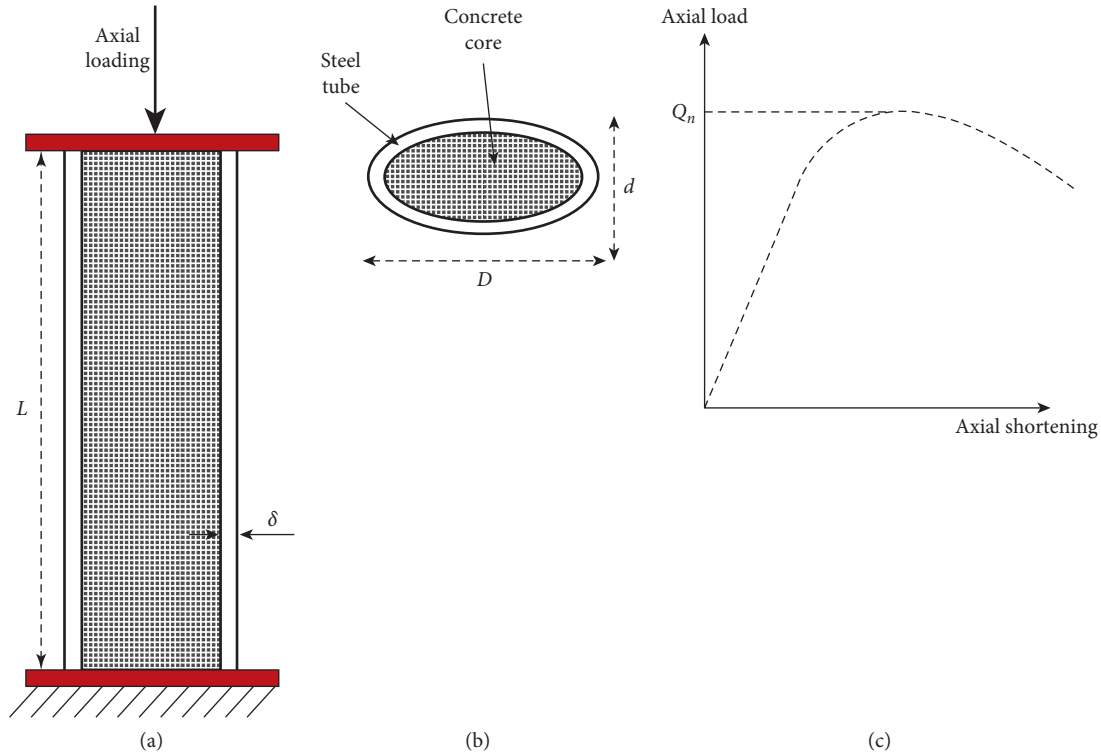 Axial
loading
L
δ
(a)
Concrete
core
Steel
tube
d
D
(b)
Axial load
Qn
Axial shortening
(c)